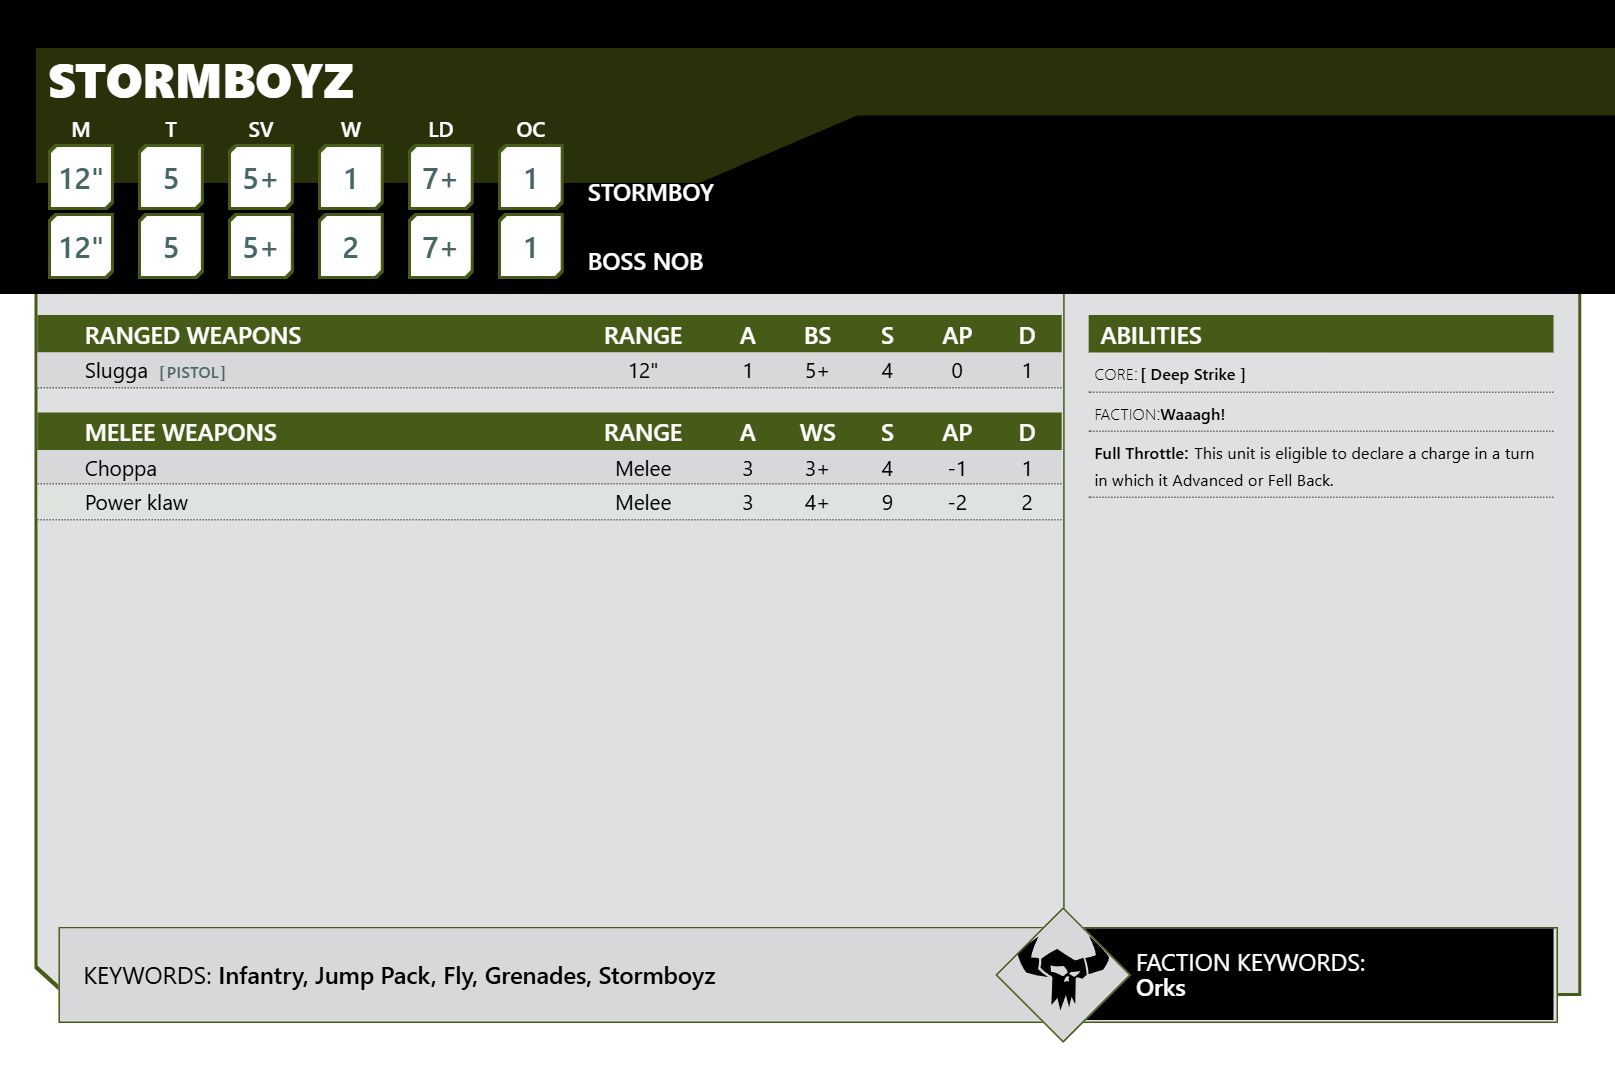 STORMBOYZ
M T SV W LD OC
12" 5 5+ 1 7+ 1 STORMBOY
12" 5 5+ 2 7+ 1 BOSS NOB
RANGED WEAPONS RANGE A BS S AP D
Slugga [PISTOL] 12" 1 5+ 4 0 1
MELEE WEAPONS RANGE A WS S AP D
Choppa Melee 3 3+ 4 -1 1
Power klaw Melee 3 4+ 9 -2 2
ABILITIES
CORE: [ Deep Strike ]
FACTION:Waaagh!
Full Throttle: This unit is eligible to declare a charge in a turn
in which it Advanced or Fell Back.
KEYWORDS: Infantry, Jump Pack, Fly, Grenades, Stormboyz
FACTION KEYWORDS:
Orks